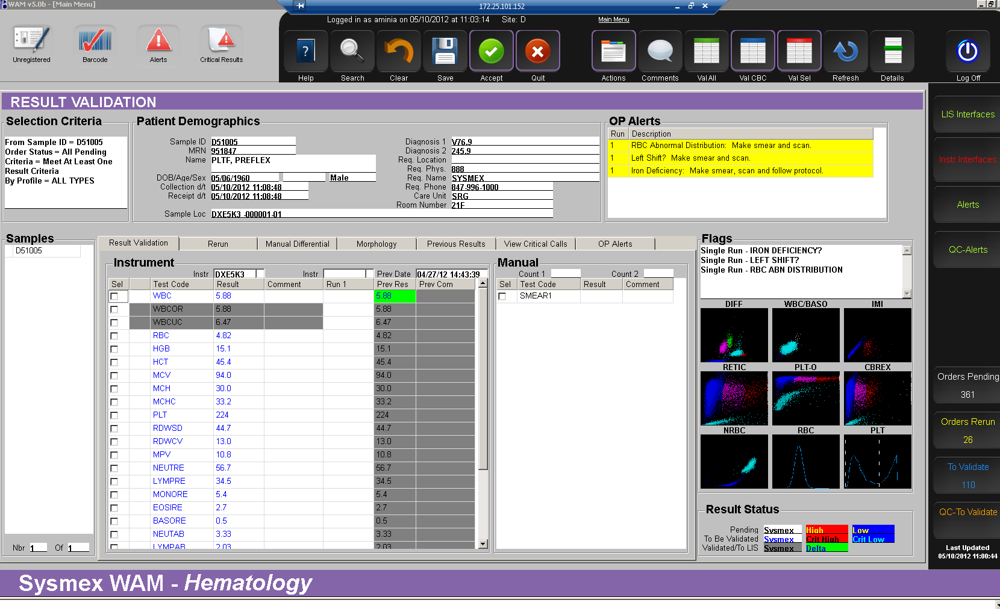 WAM v5.0b - [Main Menu]
172.25.101.152
Logged in as aminia on 05/10/2012 at 11:03:14 Site: D Main Menu
Unregistered Barcode Alerts Critical Results
Help Search Clear Save Accept Quit Actions Comments Val All Val CBC Val Sel Refresh Details Log Off
RESULT VALIDATION
Selection Criteria
From Sample ID = D51005
Order Status = All Pending
Criteria = Meet At Least One
Result Criteria
By Profile = ALL TYPES
Patient Demographics
Sample ID D51005
MRN 951847
Name PLTF, PREFLEX
DOB/Age/Sex 05/06/1960 Male
Collection d/t 05/10/2012 11:08:48
Receipt d/t 05/10/2012 11:08:48
Sample Loc DXE5K3 -000001-01
Diagnosis 1 V76.9
Diagnosis 2 245.9
Req. Location
Req. Phys. 888
Req. Name SYSMEX
Req. Phone 847-996-1000
Care Unit SRG
Room Number 21F
OP Alerts
Run Description
1 RBC Abnormal Distribution: Make smear and scan.
1 Left Shift? Make smear and scan.
1 Iron Deficiency: Make smear, scan and follow protocol.
LIS Interfaces
Instr Interfaces
Alerts
QC-Alerts
Orders Pending
361
Orders Rerun
26
To Validate
110
QC-To Validate
Last Updated
05/10/2012 11:00:44
Samples
D51005
Nbr 1 Of 1
Result Validation Rerun Manual Differential Morphology Previous Results View Critical Calls OP Alerts
Instrument
Instr DXE5K3 Instr Prev Date 04/27/12 14:43:39
Sel Test Code Result Comment Run 1 Prev Res Prev Com
WBC 5.88 5.88
WBCOR 5.88 5.88
WBCUC 6.47 6.47
RBC 4.82 4.82
HGB 15.1 15.1
HCT 45.4 45.4
MCV 94.0 94.0
MCH 30.0 30.0
MCHC 33.2 33.2
PLT 224 224
RDWSD 44.7 44.7
RDWCV 13.0 13.0
MPV 10.8 10.8
NEUTRE 56.7 56.7
LYMPRE 34.5 34.5
MONORE 5.4 5.4
EOSIRE 2.7 2.7
BASORE 0.5 0.5
NEUTAB 3.33 3.33
LYMPAB 2.03 2.03
Manual
Count 1 Count 2
Sel Test Code Result Comment
SMEAR1
Flags
Single Run - IRON DEFICIENCY?
Single Run - LEFT SHIFT?
Single Run - RBC ABN DISTRIBUTION
DIFF WBC/BASO IMI
RETIC PLT-O CBREX
NRBC RBC PLT
Result Status
Pending Sysmex High Low
To Be Validated Sysmex Crit High Crit Low
Validated/To LIS Sysmex Delta
Sysmex WAM - Hematology